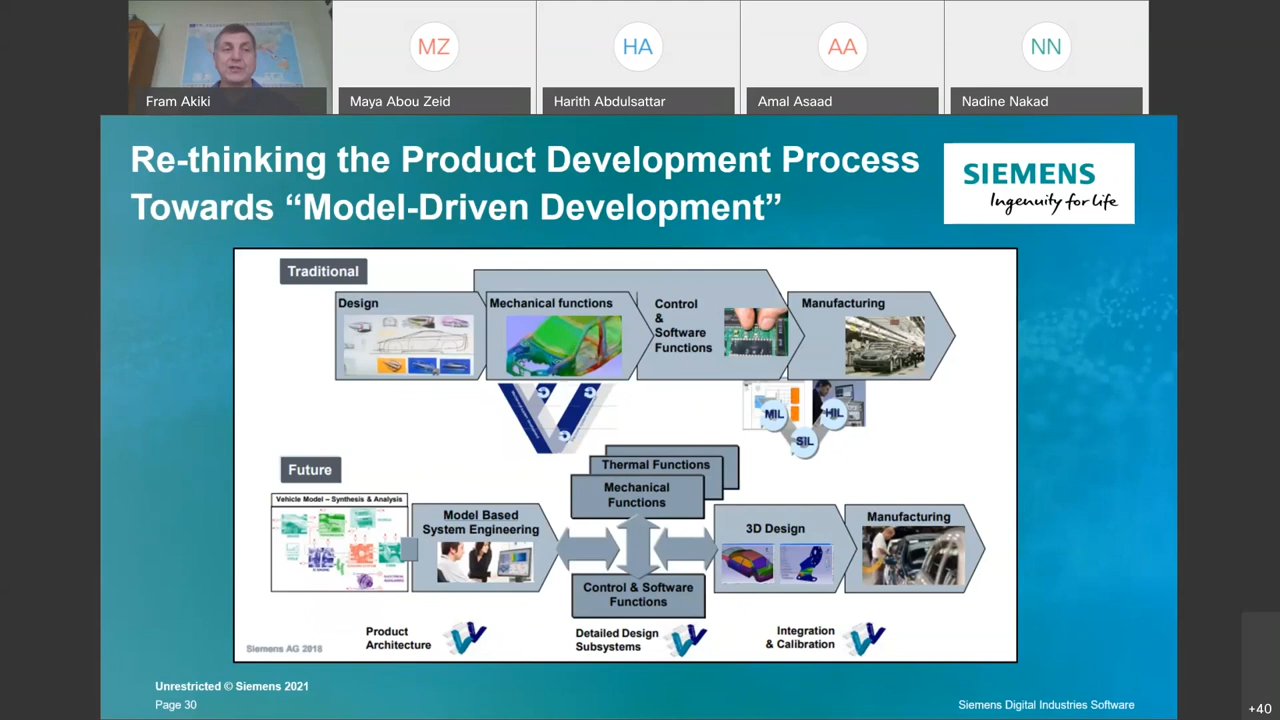 MZ
HA
AA
NN
Fram Akiki
Maya Abou Zeid
Harith Abdulsattar
Amal Asaad
Nadine Nakad
Re-thinking the Product Development Process
Towards “Model-Driven Development”
SIEMENS
Ingenuity for life
Traditional
Design
Mechanical functions
Control
&
Software
Functions
Manufacturing
MIL
HIL
SIL
Future
Vehicle Model – Synthesis & Analysis
Model Based
System Engineering
Thermal Functions
Mechanical
Functions
Control & Software
Functions
3D Design
Manufacturing
Product
Architecture
Detailed Design
Subsystems
Integration
& Calibration
Siemens AG 2018
Unrestricted © Siemens 2021
Page 30
Siemens Digital Industries Software
+40